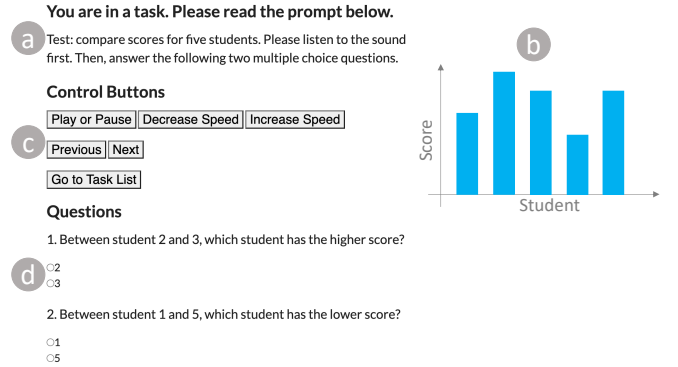 You are in a task. Please read the prompt below.
a
Test: compare scores for five students. Please listen to the sound
first. Then, answer the following two multiple choice questions.
b
Score
Student
Control Buttons
c
Play or Pause Decrease Speed Increase Speed
Previous Next
Go to Task List
Questions
1. Between student 2 and 3, which student has the higher score?
d
2
3
2. Between student 1 and 5, which student has the lower score?
1
5